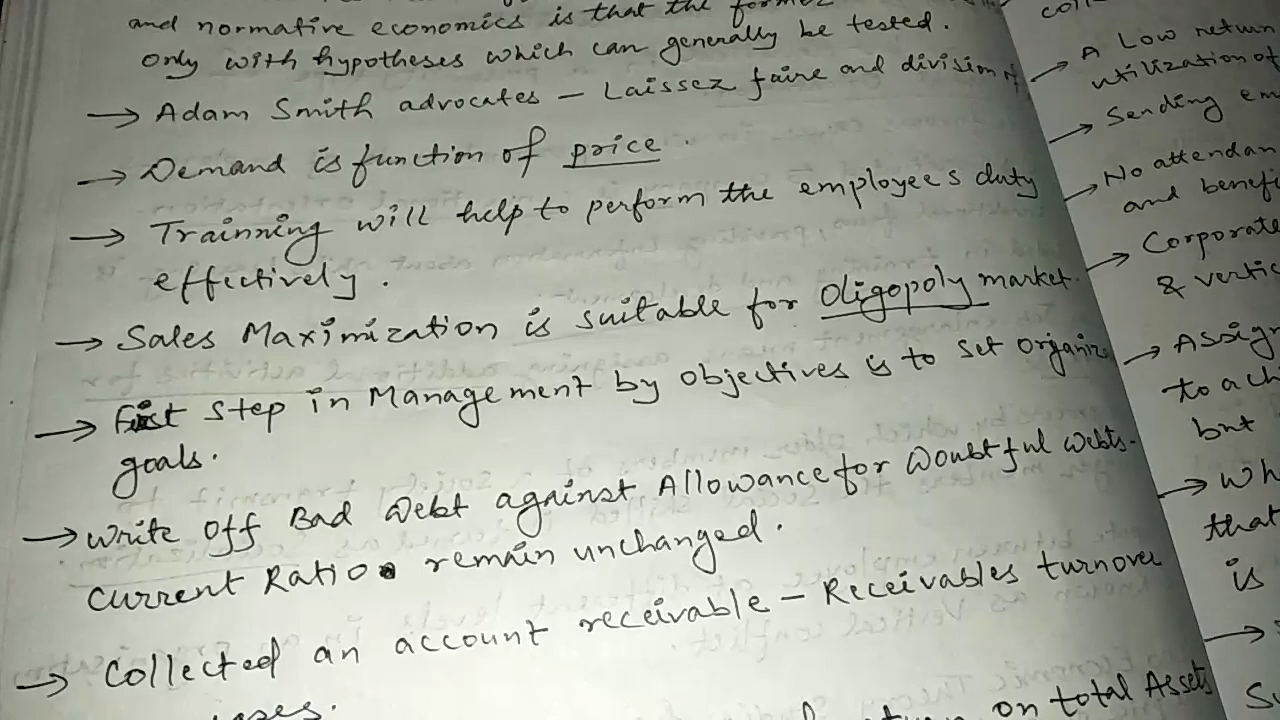 and normative economics is that the former
only with hypotheses which can generally be tested.
→ Adam Smith advocates – Laissez faire and division of
→ Demand is function of price.
→ Trainning will help to perform the employees duty
effectively.
→ Sales Maximization is suitable for Oligopoly market.
→ First step in Management by objectives is to set organiz
goals.
→ Write off Bad Debt against Allowance for Doubtful Debts.
Current Ratio remain unchanged.
→ Collected an account receivable – Receivables turnover
on total Assets
→ A Low return
utilization of
→ Sending em
→ No attendan
and benefi
→ Corporate
& vertic
→ Assign
to ach
but
→ Wh
that
is
→
Su